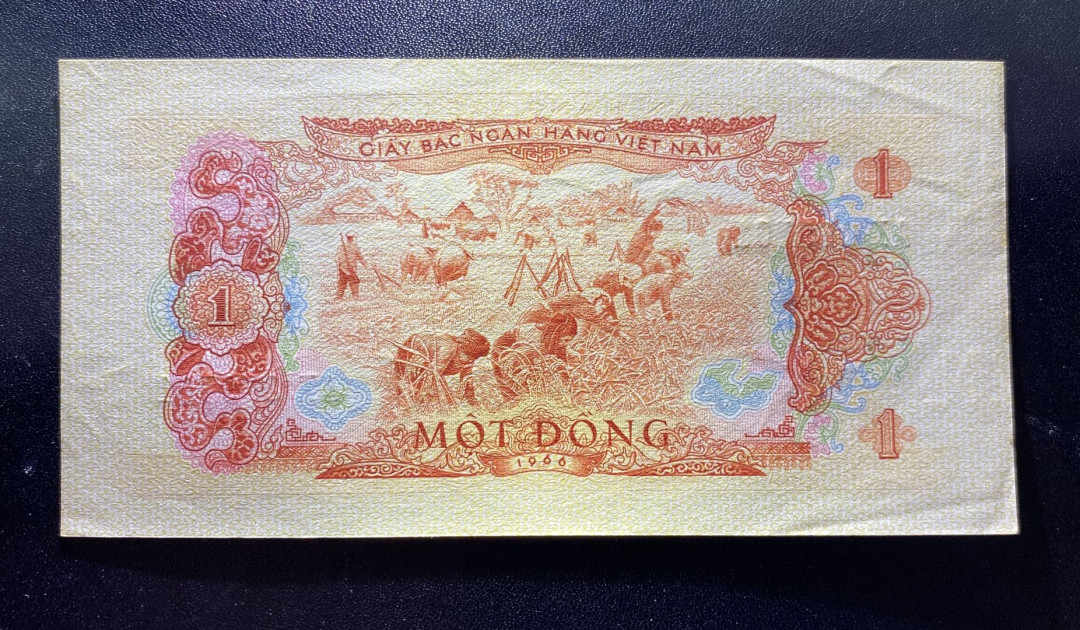 GIẤY BẠC NGÂN HÀNG VIỆT NAM
1
1
MỘT ĐỒNG
1966
1